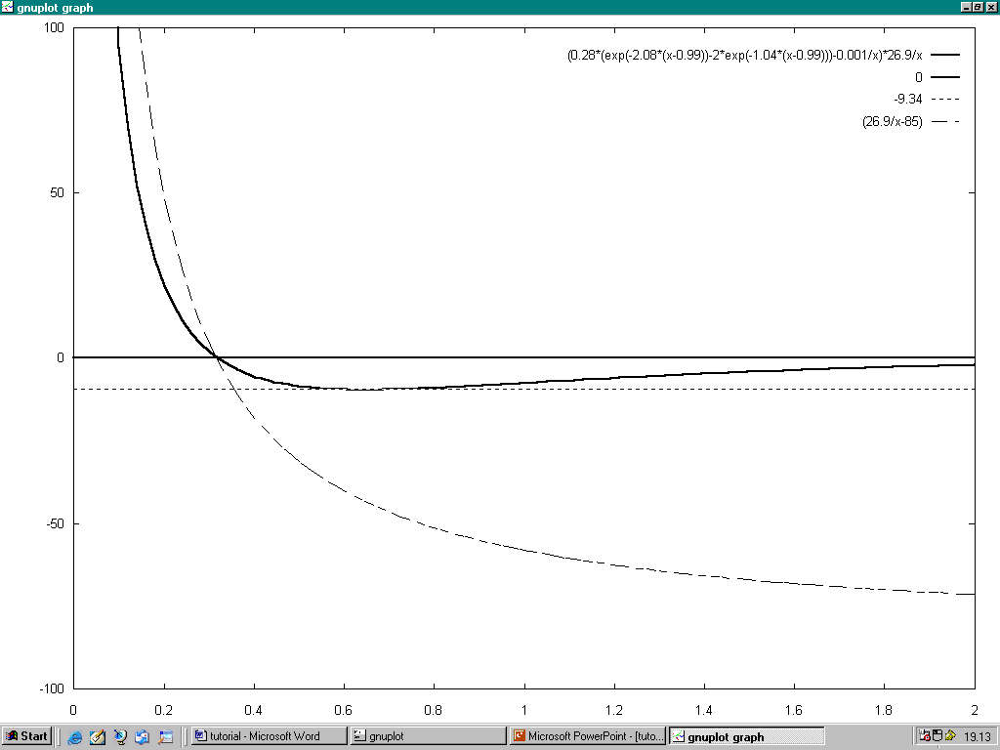 gnuplot graph
100
50
0
-50
-100
(0.28*(exp(-2.08*(x-0.99))-2*exp(-1.04*(x-0.99)))-0.001/x)*26.9/x
0
-9.34
(26.9/x-85)
0 0.2 0.4 0.6 0.8 1 1.2 1.4 1.6 1.8 2
Start tutorial - Microsoft Word gnuplot Microsoft PowerPoint - [tuto... gnuplot graph 19.13